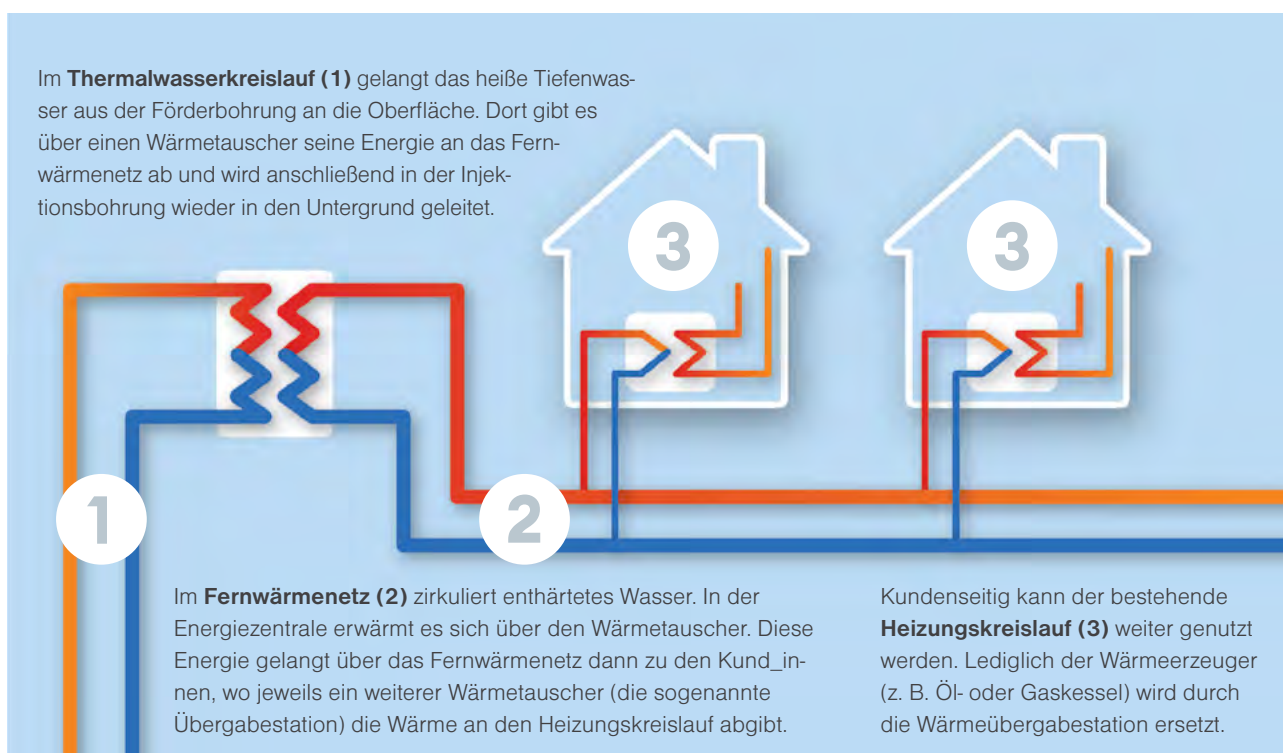 Im Thermalwasserkreislauf (1) gelangt das heiße Tiefenwas-
ser aus der Förderbohrung an die Oberfläche. Dort gibt es
über einen Wärmetauscher seine Energie an das Fern-
wärmenetz ab und wird anschließend in der Injek-
tionsbohrung wieder in den Untergrund geleitet.
3
3
1
2
Im Fernwärmenetz (2) zirkuliert enthärtetes Wasser. In der
Energiezentrale erwärmt es sich über den Wärmetauscher. Diese
Energie gelangt über das Fernwärmenetz dann zu den Kund_in-
nen, wo jeweils ein weiterer Wärmetauscher (die sogenannte
Übergabestation) die Wärme an den Heizungskreislauf abgibt.
Kundenseitig kann der bestehende
Heizungskreislauf (3) weiter genutzt
werden. Lediglich der Wärmeerzeuger
(z. B. Öl- oder Gaskessel) wird durch
die Wärmeübergabestation ersetzt.